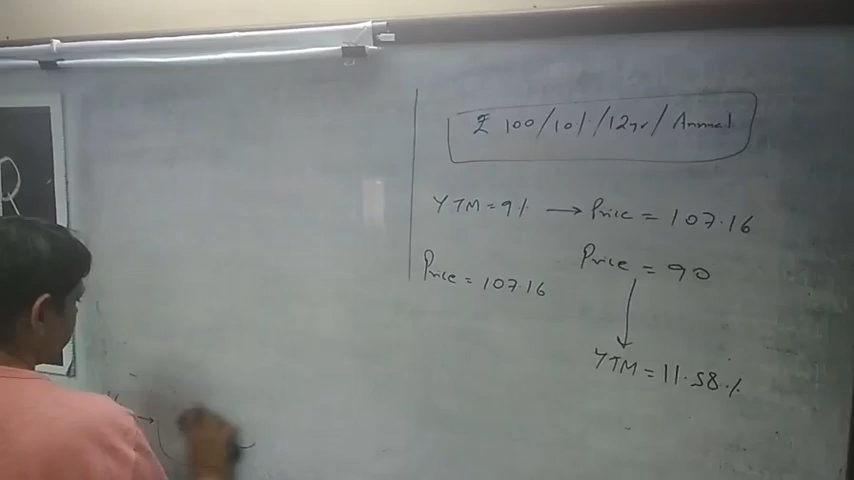 ₹ 100/10%/12yr/Annual
YTM = 9% → Price = 107.16
Price = 107.16
Price = 90
YTM = 11.58%